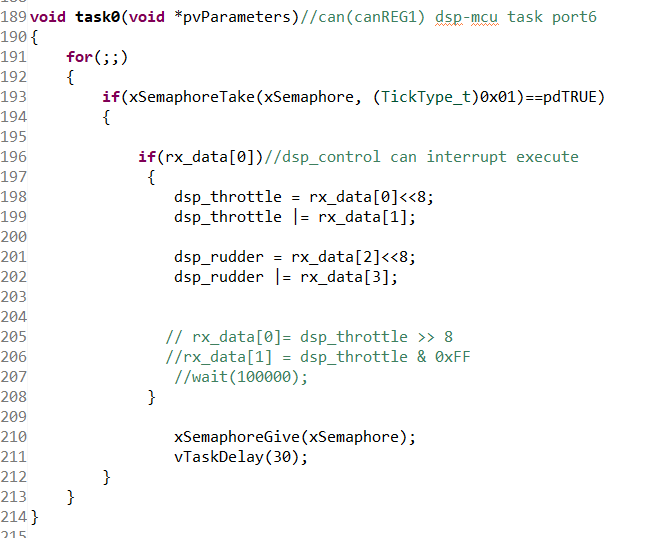 189 void task0(void *pvParameters)//can(canREG1) dsp-mcu task port6
190 {
191     for(;;)
192     {
193         if(xSemaphoreTake(xSemaphore, (TickType_t)0x01)==pdTRUE)
194         {
195
196             if(rx_data[0])//dsp_control can interrupt execute
197              {
198                 dsp_throttle = rx_data[0]<<8;
199                 dsp_throttle |= rx_data[1];
200
201                 dsp_rudder = rx_data[2]<<8;
202                 dsp_rudder |= rx_data[3];
203
204
205                // rx_data[0]= dsp_throttle >> 8
206                //rx_data[1] = dsp_throttle & 0xFF
207                 //wait(100000);
208              }
209
210                 xSemaphoreGive(xSemaphore);
211                 vTaskDelay(30);
212         }
213     }
214 }